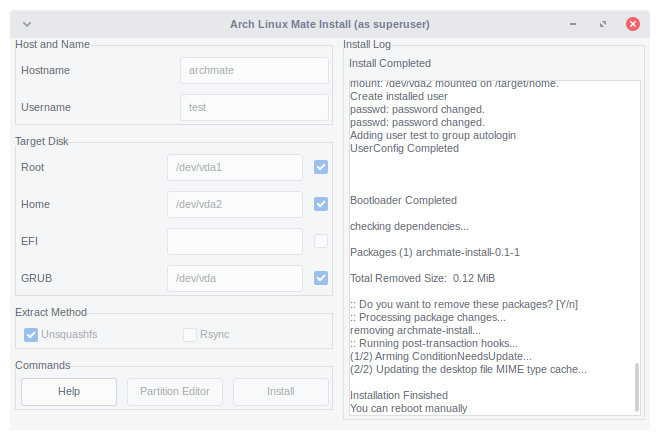 Arch Linux Mate Install (as superuser)
Host and Name
Hostname
archmate
Username
test
Target Disk
Root
/dev/vda1
Home
/dev/vda2
EFI
GRUB
/dev/vda
Extract Method
Unsquashfs
Rsync
Commands
Help
Partition Editor
Install
Install Log
Install Completed
mount: /dev/vda2 mounted on /target/home.
Create installed user
passwd: password changed.
passwd: password changed.
Adding user test to group autologin
UserConfig Completed
Bootloader Completed
checking dependencies...
Packages (1) archmate-install-0.1-1
Total Removed Size:  0.12 MiB
:: Do you want to remove these packages? [Y/n]
:: Processing package changes...
removing archmate-install...
:: Running post-transaction hooks...
(1/2) Arming ConditionNeedsUpdate...
(2/2) Updating the desktop file MIME type cache...
Installation Fiinished
You can reboot manually